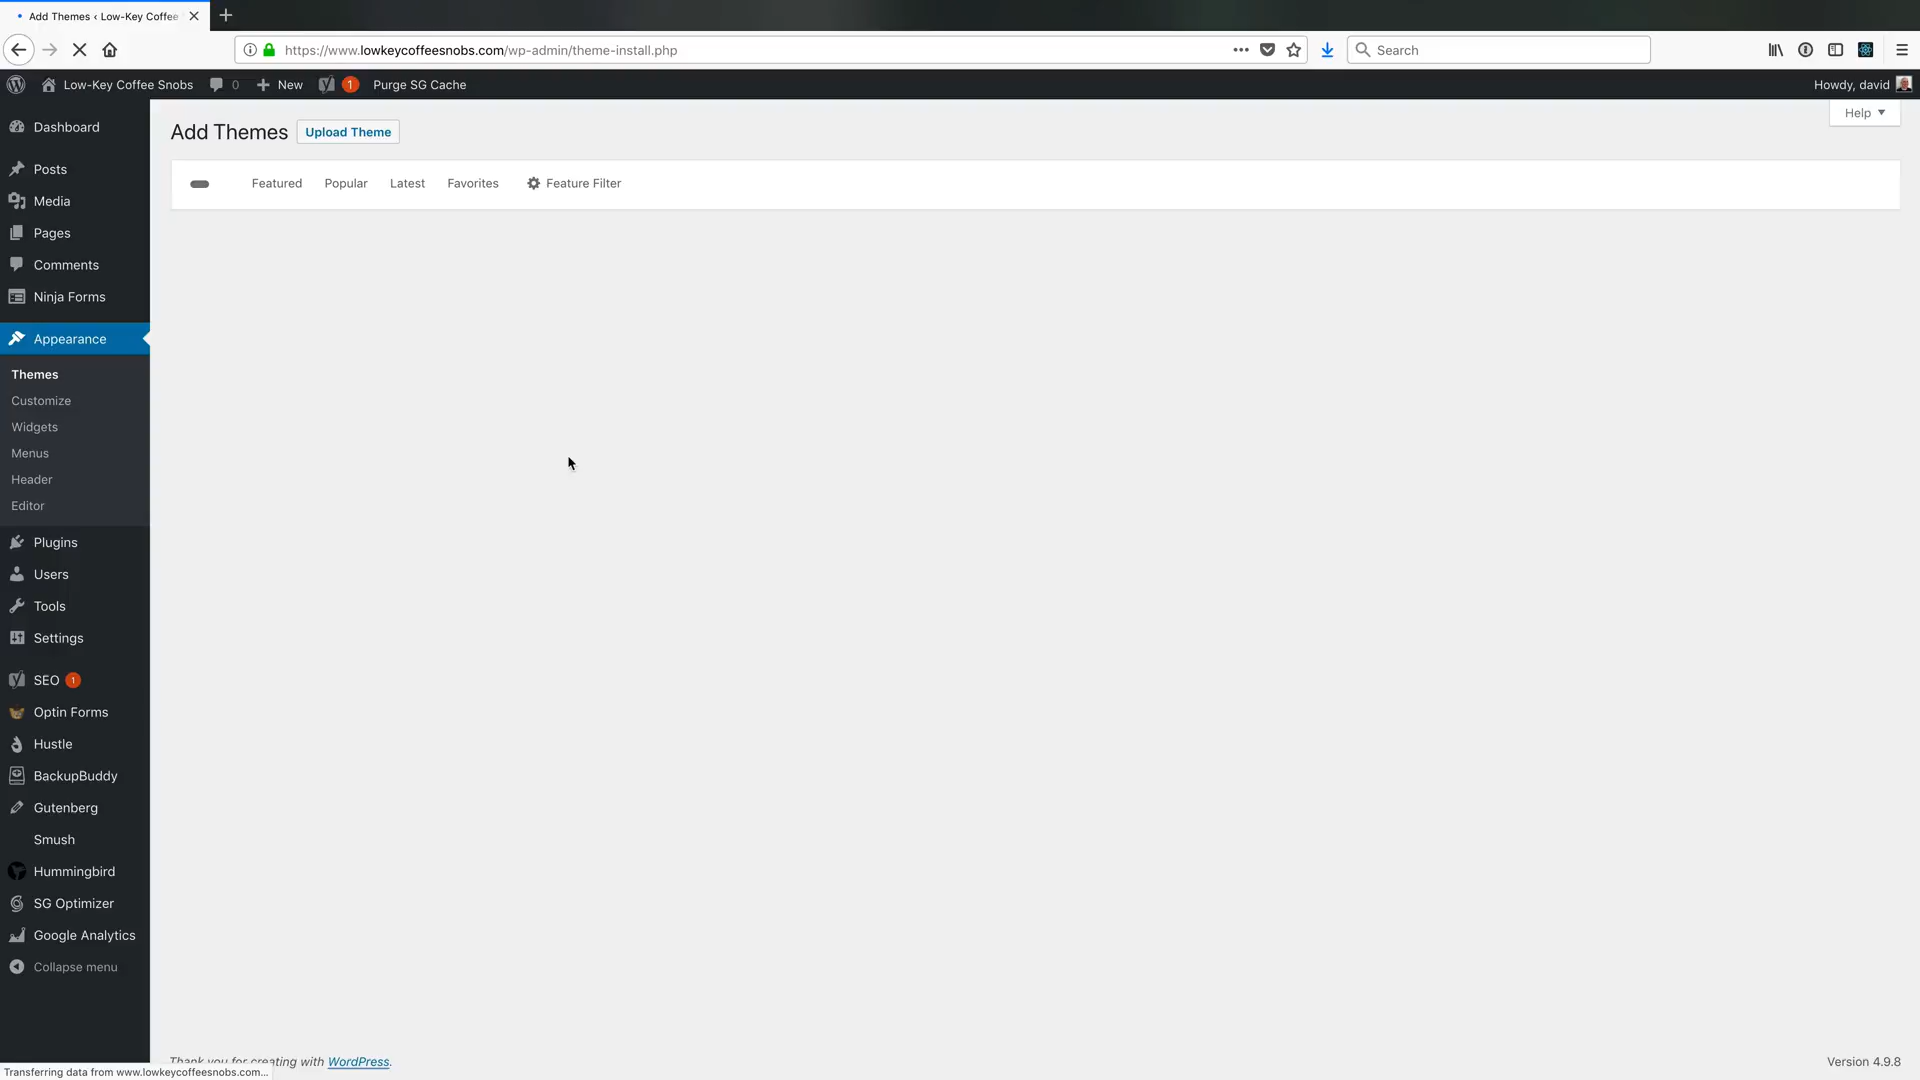 Add Themes ‹ Low-Key Coffee
https://www.lowkeycoffeesnobs.com/wp-admin/theme-install.php
Search
Low-Key Coffee Snobs
0
New
1
Purge SG Cache
Howdy, david
Dashboard
Posts
Media
Pages
Comments
Ninja Forms
Appearance
Themes
Customize
Widgets
Menus
Header
Editor
Plugins
Users
Tools
Settings
SEO 1
Optin Forms
Hustle
BackupBuddy
Gutenberg
Smush
Hummingbird
SG Optimizer
Google Analytics
Collapse menu
Add Themes
Upload Theme
Help
Featured
Popular
Latest
Favorites
Feature Filter
Thank you for creating with WordPress.
Version 4.9.8
Transferring data from www.lowkeycoffeesnobs.com...